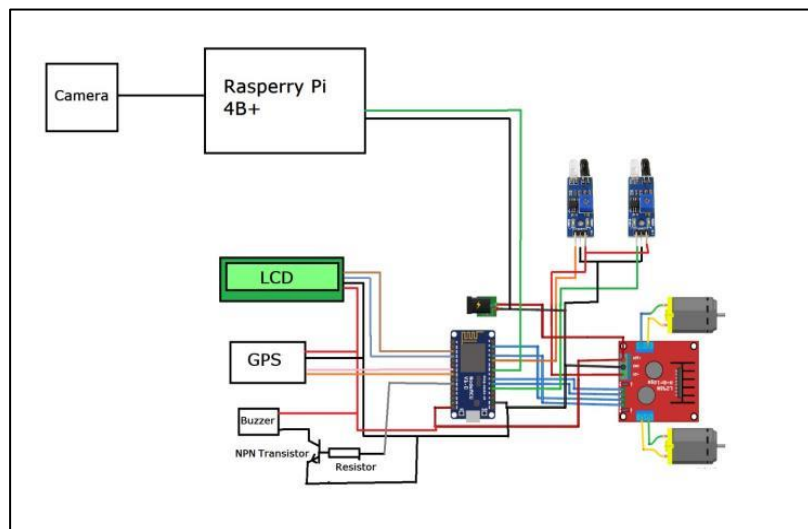 Camera
Rasperry Pi
4B+
LCD
GPS
Buzzer
NPN Transistor
Resistor